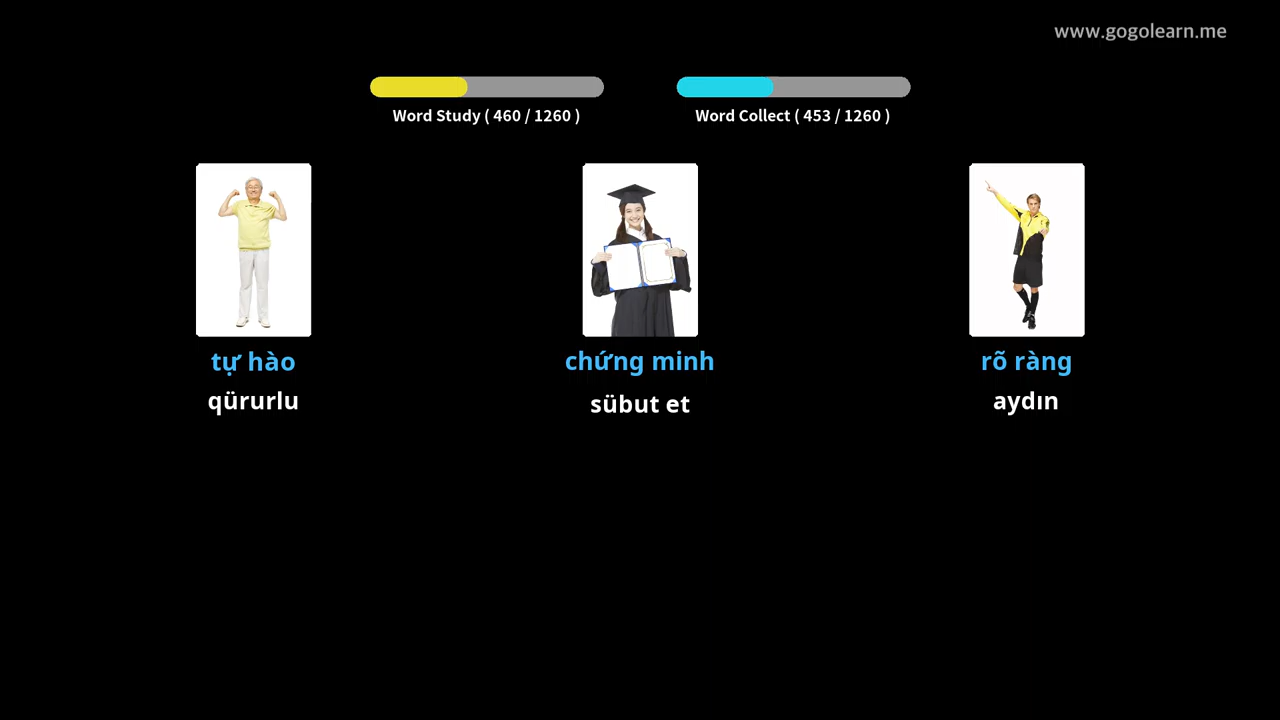 www.gogolearn.me
Word Study ( 460 / 1260 )
Word Collect ( 453 / 1260 )
tự hào
chứng minh
rõ ràng
qürurlu
sübut et
aydın